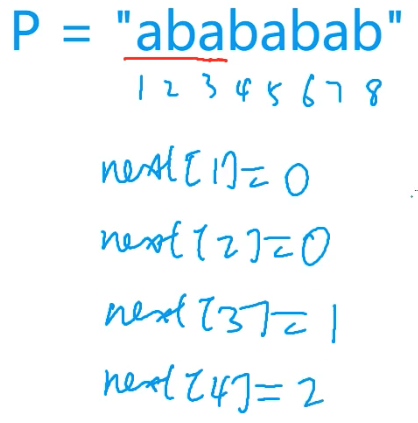 P = "abababab"
1 2 3 4 5 6 7 8
next[1]=0
next[2]=0
next[3]=1
next[4]=2